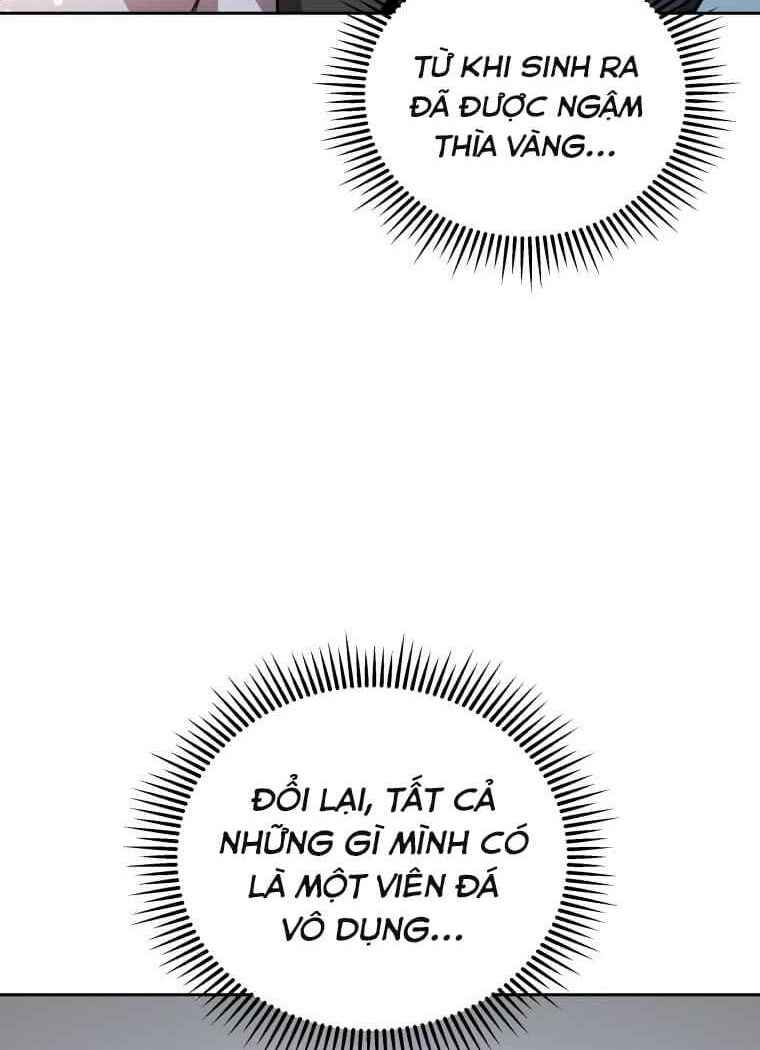 TỪ KHI SINH RA
ĐÃ ĐƯỢC NGẬM
THÌA VÀNG...
ĐỔI LẠI, TẤT CẢ
NHỮNG GÌ MÌNH CÓ
LÀ MỘT VIÊN ĐÁ
VÔ DỤNG...